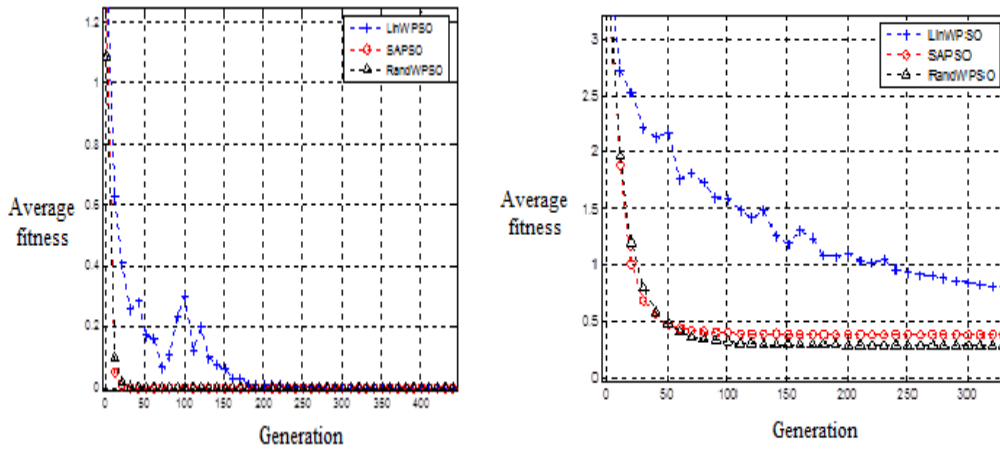 1.2
1
0.8
0.6
0.4
0.2
0
0 50 100 150 200 250 300 350 400
LinWPSO
SAPSO
RandWPSO
Average
fitness
Generation
3
2.5
2
1.5
1
0.5
0
0 50 100 150 200 250 300
LinWPSO
SAPSO
RandWPSO
Average
fitness
Generation